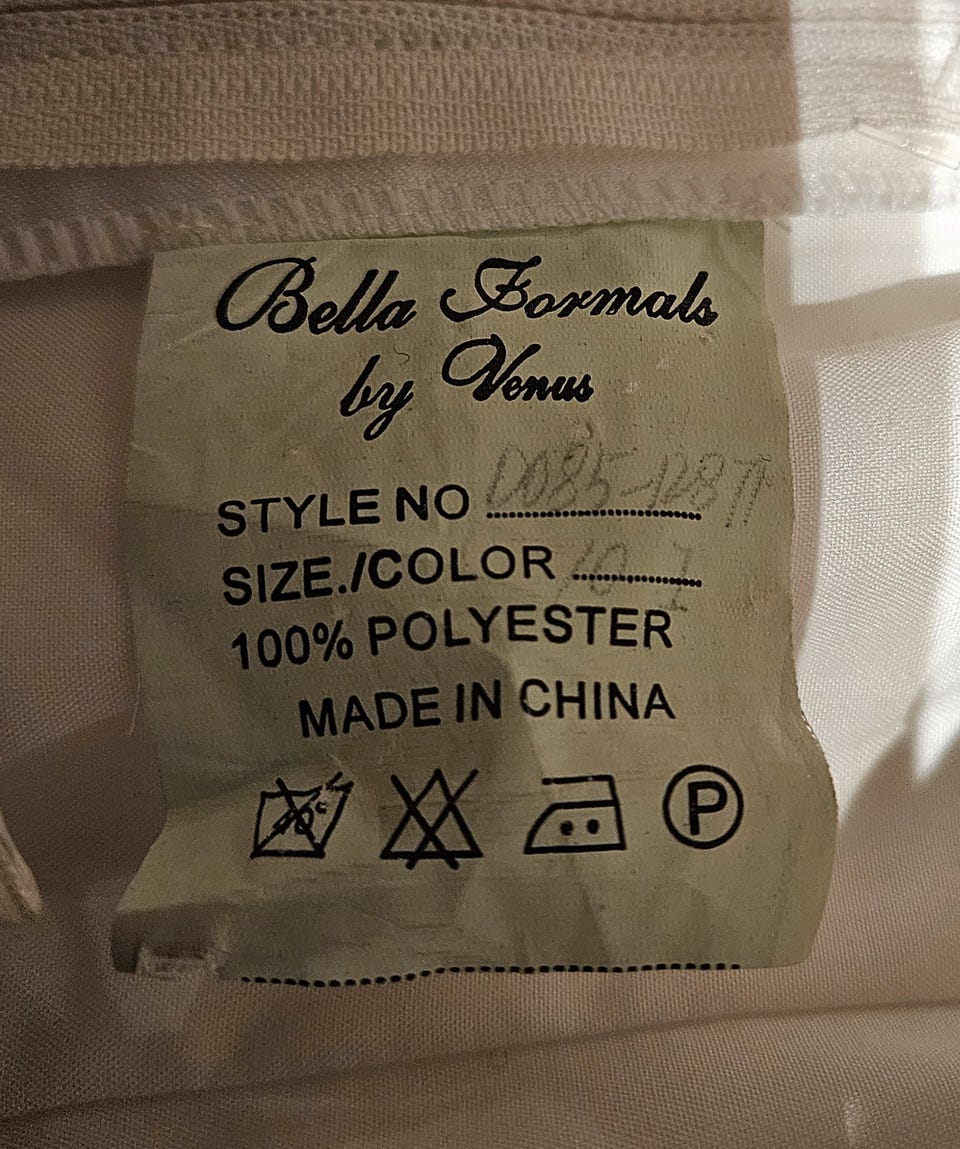 Bella Formals
by Venus
STYLE NO
SIZE./COLOR
100% POLYESTER
MADE IN CHINA
P